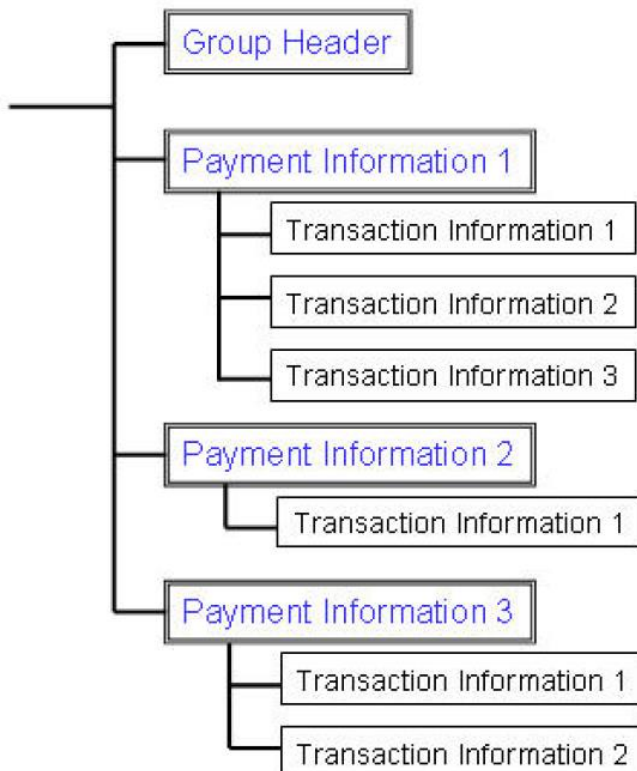 Group Header
Payment Information 1
Transaction Information 1
Transaction Information 2
Transaction Information 3
Payment Information 2
Transaction Information 1
Payment Information 3
Transaction Information 1
Transaction Information 2